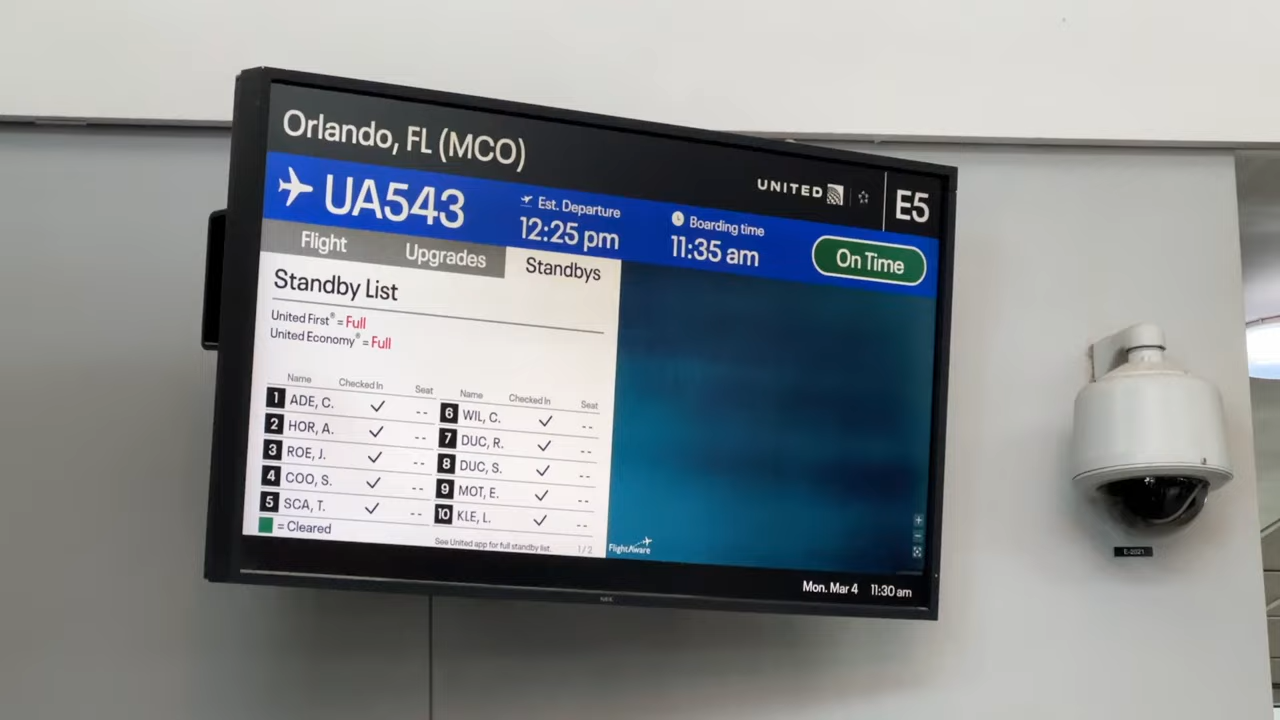 Orlando, FL (MCO)
UNITED
E5
UA543
Est. Departure
12:25 pm
Boarding time
11:35 am
On Time
Flight Upgrades Standbys
Standby List
United First® = Full
United Economy® = Full
Name Checked In Seat
1 ADE, C. ✓ --
2 HOR, A. ✓ --
3 ROE, J. ✓ --
4 COO, S. ✓ --
5 SCA, T. ✓ --
Name Checked In Seat
6 WIL, C. ✓ --
7 DUC, R. ✓ --
8 DUC, S. ✓ --
9 MOT, E. ✓ --
10 KLE, L. ✓ --
= Cleared
See United app for full standby list. 1/2
FlightAware
Mon. Mar 4 11:30 am
NEC
E-2021